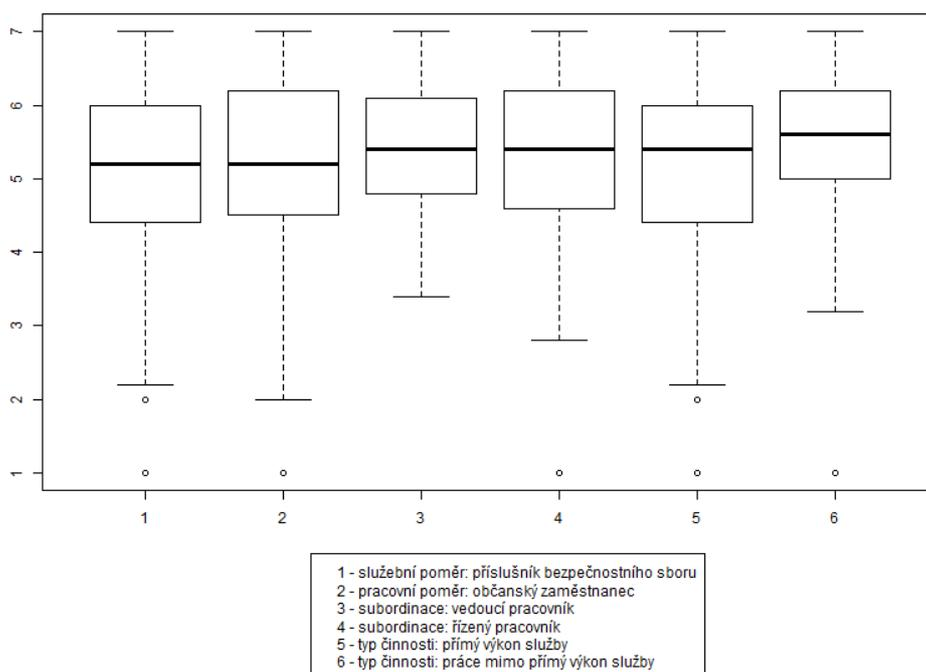 7
6
5
4
3
2
1
1 2 3 4 5 6
1 - služební poměr: příslušník bezpečnostního sboru
2 - pracovní poměr: občanský zaměstnanec
3 - subordinace: vedoucí pracovník
4 - subordinace: řízený pracovník
5 - typ činnosti: přímý výkon služby
6 - typ činnosti: práce mimo přímý výkon služby